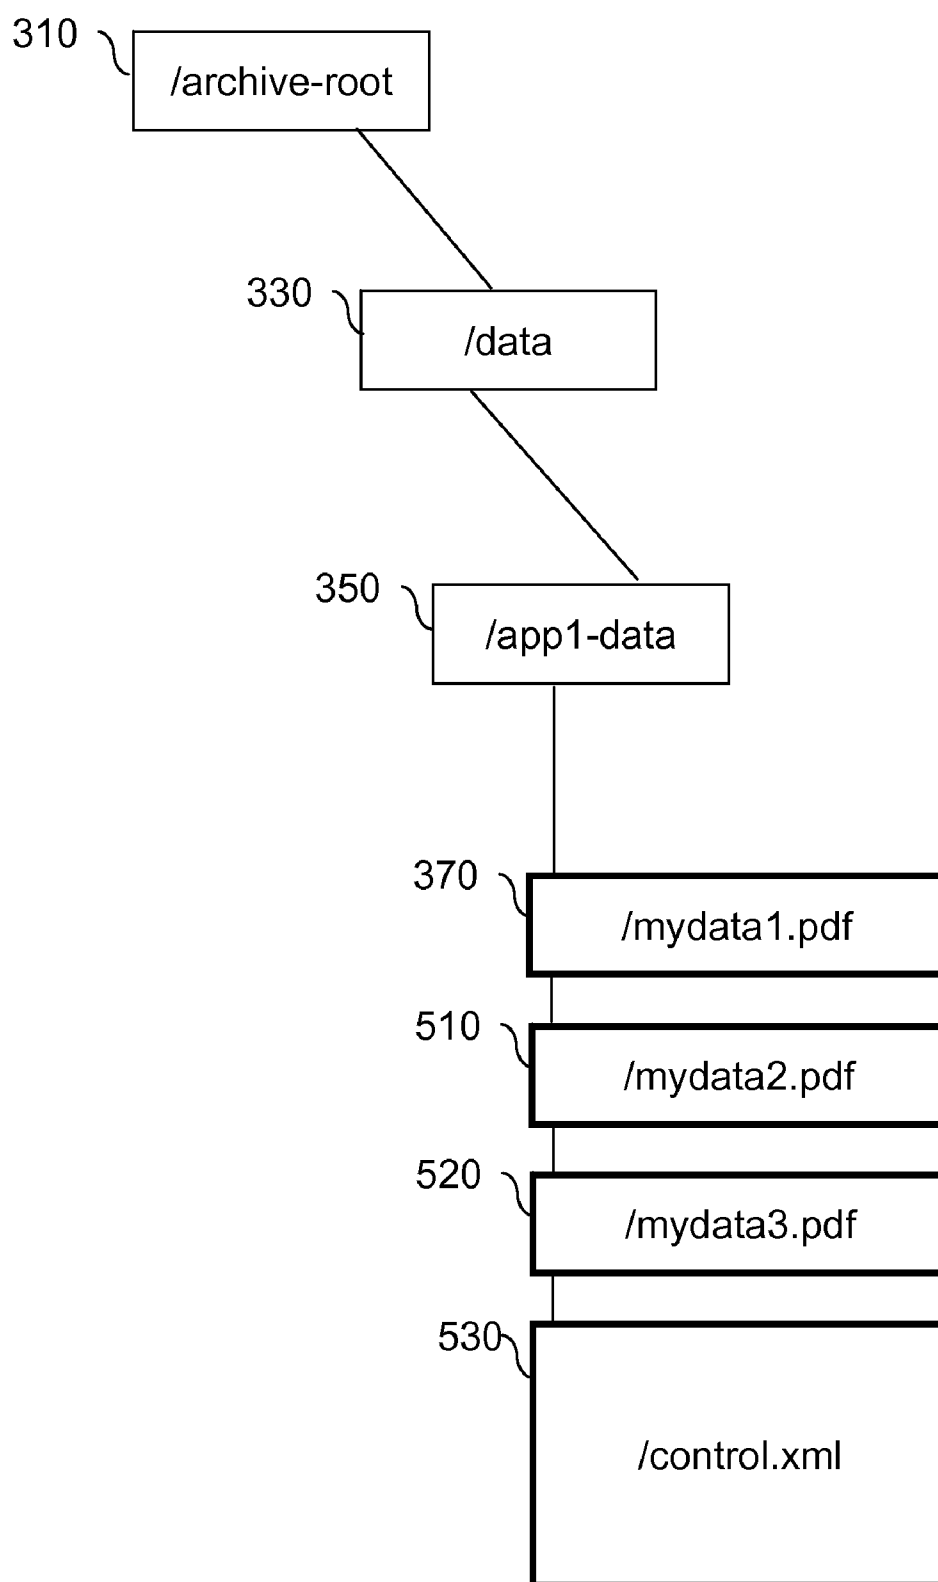 310
/archive-root
330
/data
350
/app1-data
370
/mydata1.pdf
510
/mydata2.pdf
520
/mydata3.pdf
530
/control.xml